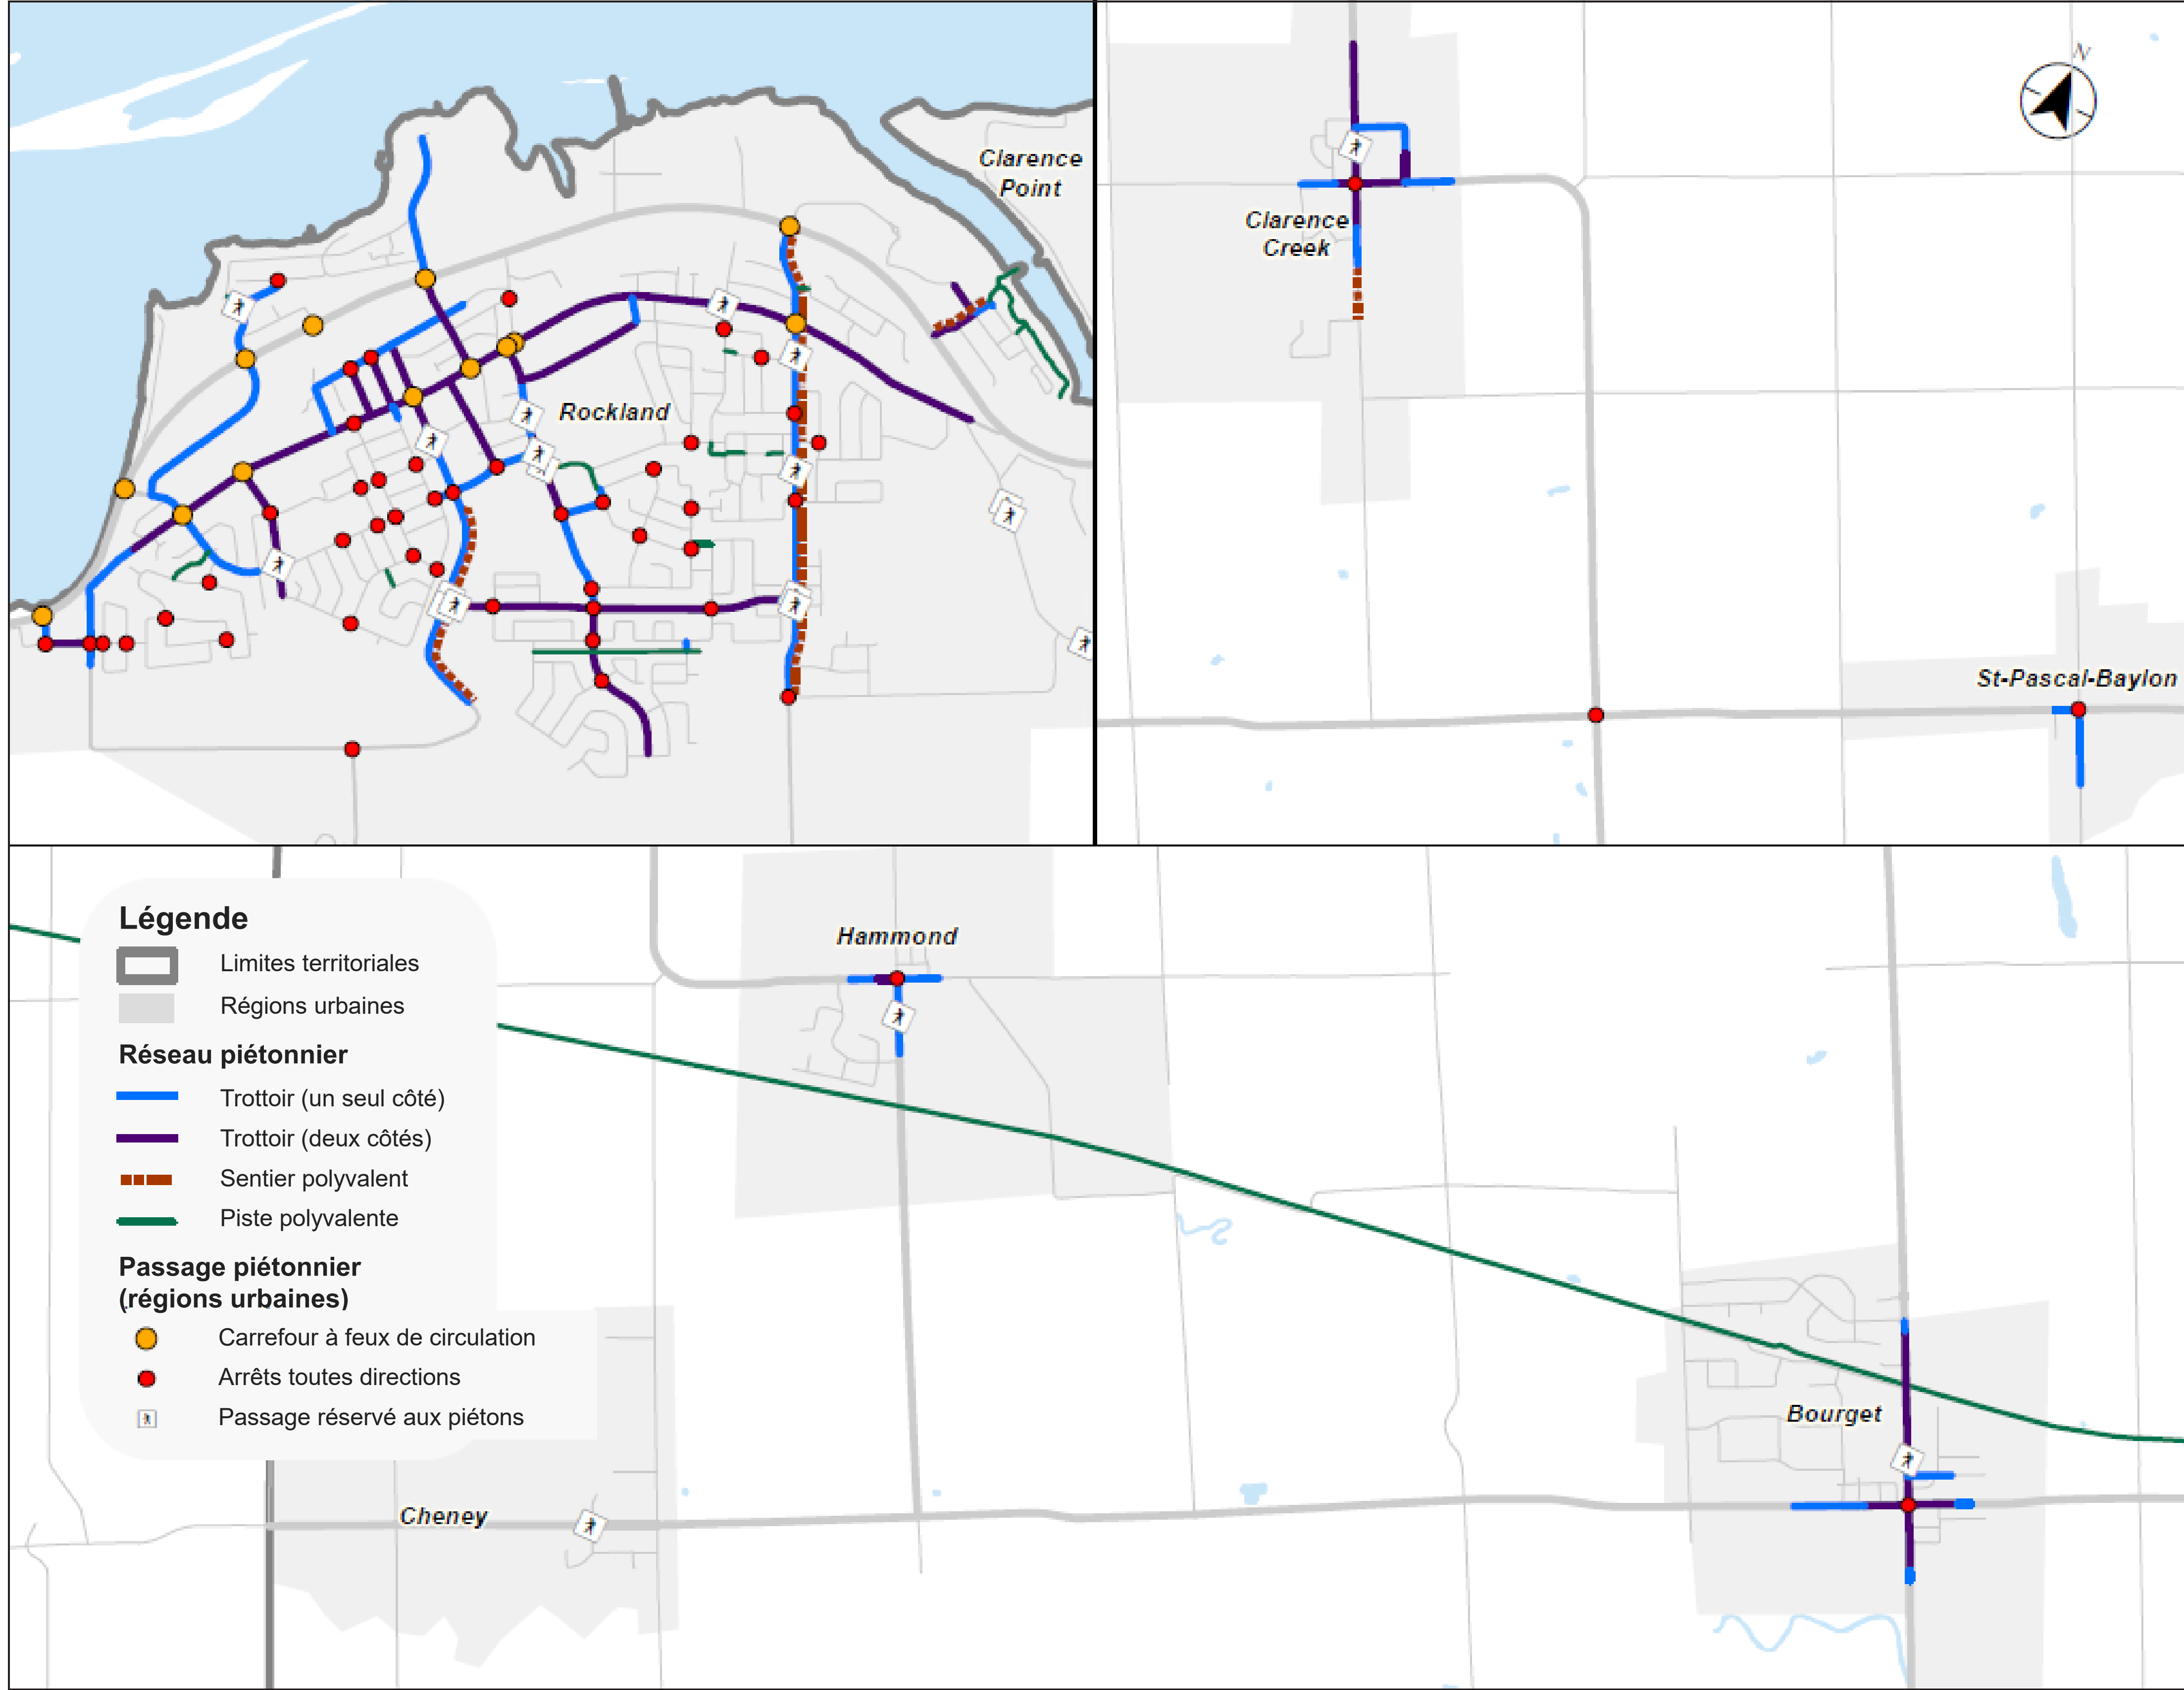 Clarence
Point
Rockland
N
Clarence
Creek
St-Pascal-Baylon
Légende
Limites territoriales
Régions urbaines
Réseau piétonnier
Trottoir (un seul côté)
Trottoir (deux côtés)
Sentier polyvalent
Piste polyvalente
Passage piétonnier
(régions urbaines)
Carrefour à feux de circulation
Arrêts toutes directions
Passage réservé aux piétons
Hammond
Bourget
Cheney